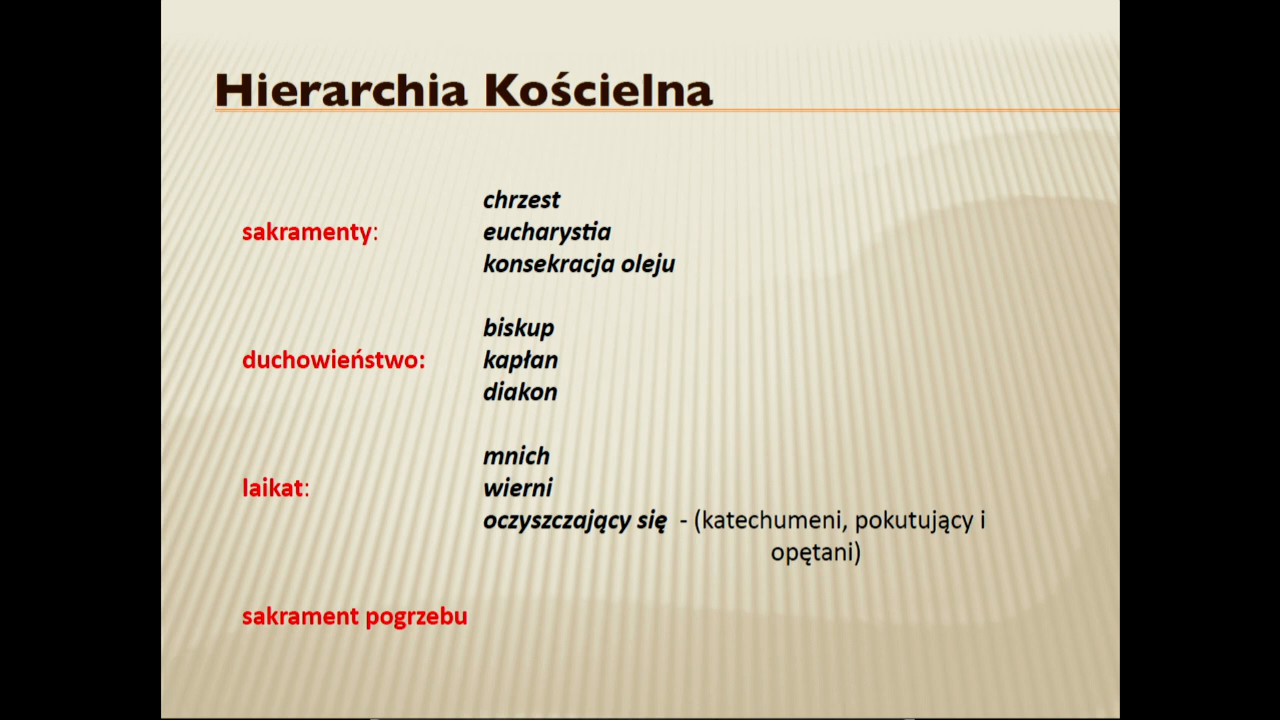 Hierarchia Kościelna
chrzest
sakramenty: eucharystia
konsekracja oleju
biskup
duchowieństwo: kapłan
diakon
mnich
laikat: wierni
oczyszczający się - (katechumeni, pokutujący i
opętani)
sakrament pogrzebu